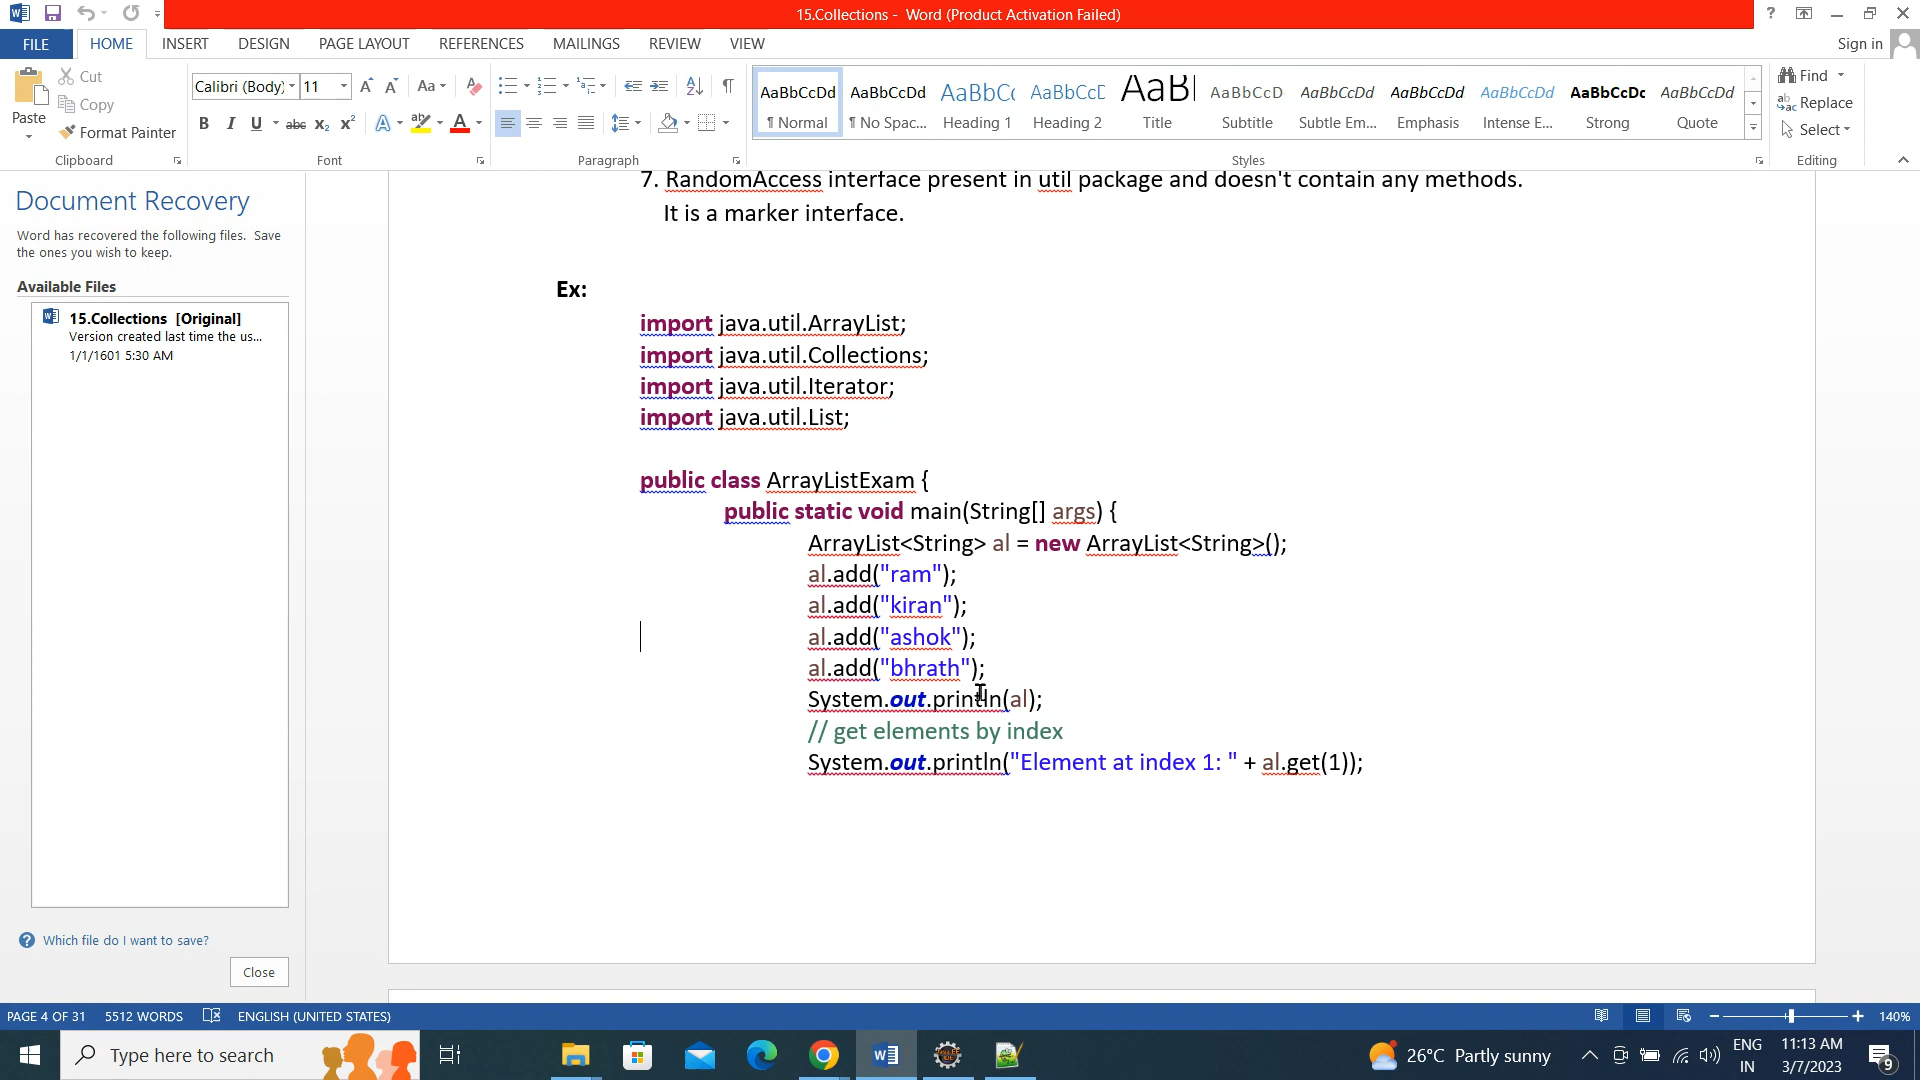 15.Collections - Word (Product Activation Failed)
FILE HOME INSERT DESIGN PAGE LAYOUT REFERENCES MAILINGS REVIEW VIEW Sign in
Paste Cut Copy Format Painter Clipboard
Calibri (Body) 11 Font
Paragraph
AaBbCcDd AaBbCcDd AaBbCc AaBbCcC AaBl AaBbCcD AaBbCcDd AaBbCcDd AaBbCcDd AaBbCcDc AaBbCcDd
¶ Normal ¶ No Spac... Heading 1 Heading 2 Title Subtitle Subtle Em... Emphasis Intense E... Strong Quote
Styles
Find
Replace
Select
Editing
Document Recovery
Word has recovered the following files. Save
the ones you wish to keep.
Available Files
15.Collections [Original]
Version created last time the us...
1/1/1601 5:30 AM
Which file do I want to save?
Close
7. RandomAccess interface present in util package and doesn't contain any methods.
It is a marker interface.
Ex:
import java.util.ArrayList;
import java.util.Collections;
import java.util.Iterator;
import java.util.List;
public class ArrayListExam {
public static void main(String[] args) {
ArrayList<String> al = new ArrayList<String>();
al.add("ram");
al.add("kiran");
al.add("ashok");
al.add("bhrath");
System.out.println(al);
// get elements by index
System.out.println("Element at index 1: " + al.get(1));
PAGE 4 OF 31 5512 WORDS ENGLISH (UNITED STATES) 140%
Type here to search 26°C Partly sunny ENG 11:13 AM
IN 3/7/2023 9